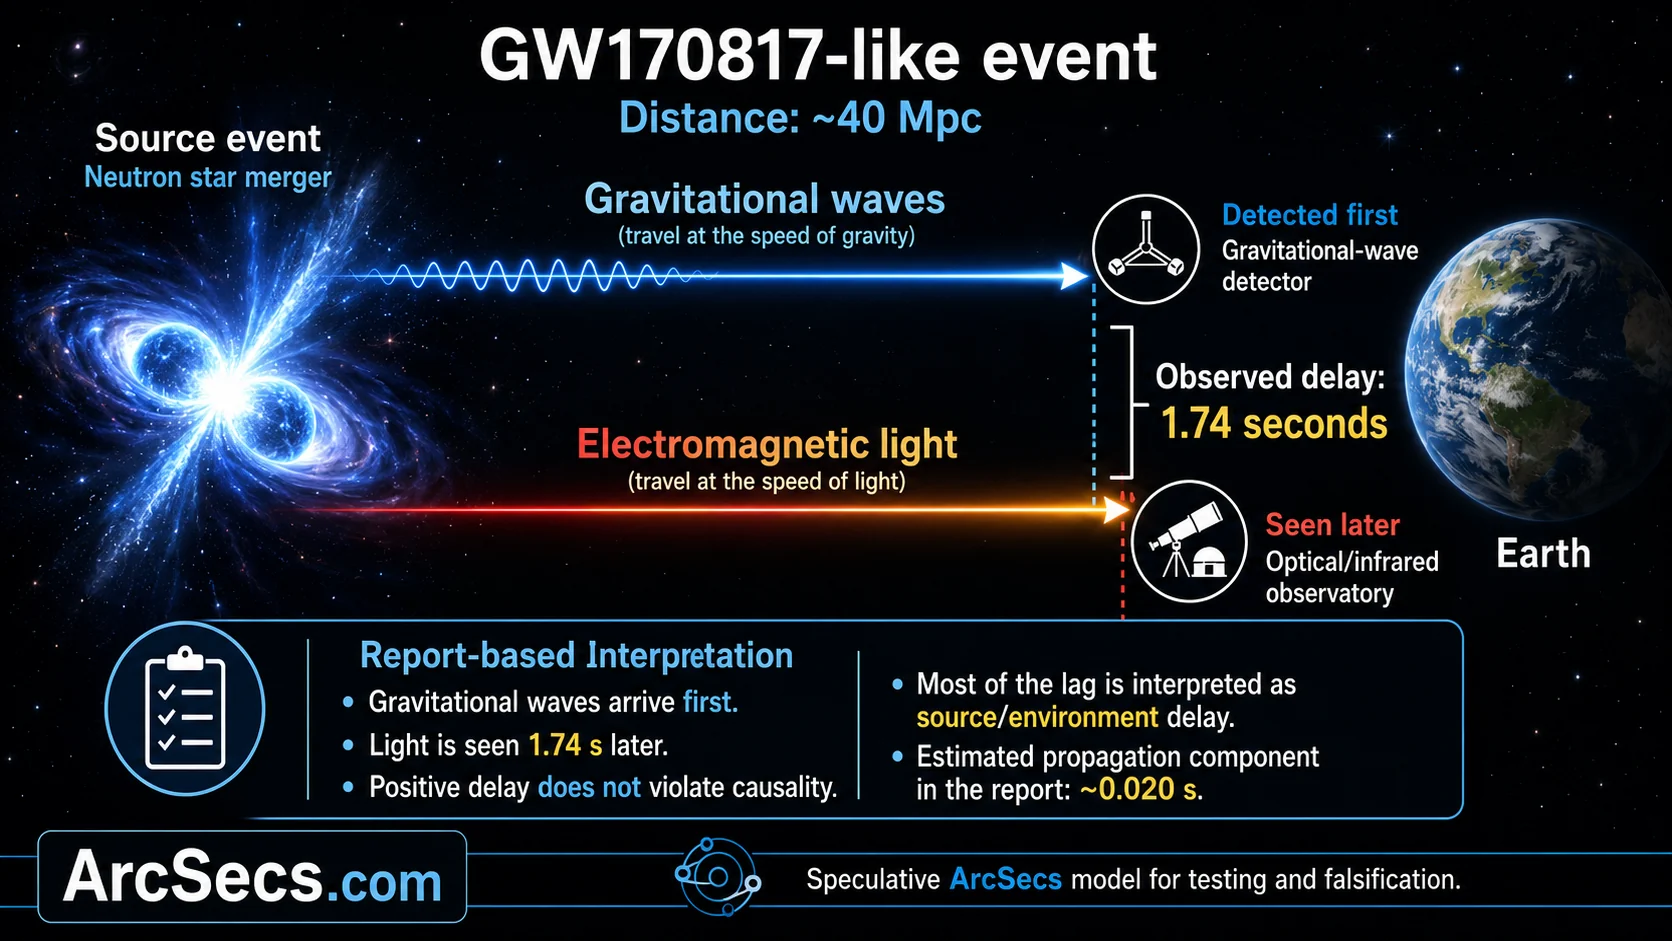 GW170817-like event
Distance: ~40 Mpc
Source event
Neutron star merger
Gravitational waves
(travel at the speed of gravity)
Detected first
Gravitational-wave
detector
Observed delay:
1.74 seconds
Electromagnetic light
(travel at the speed of light)
Seen later
Optical/infrared
observatory
Earth
Report-based Interpretation
• Gravitational waves arrive first.
• Light is seen 1.74 s later.
• Positive delay does not violate causality.
• Most of the lag is interpreted as
source/environment delay.
• Estimated propagation component
in the report: ~0.020 s.
ArcSecs.com
Speculative ArcSecs model for testing and falsification.